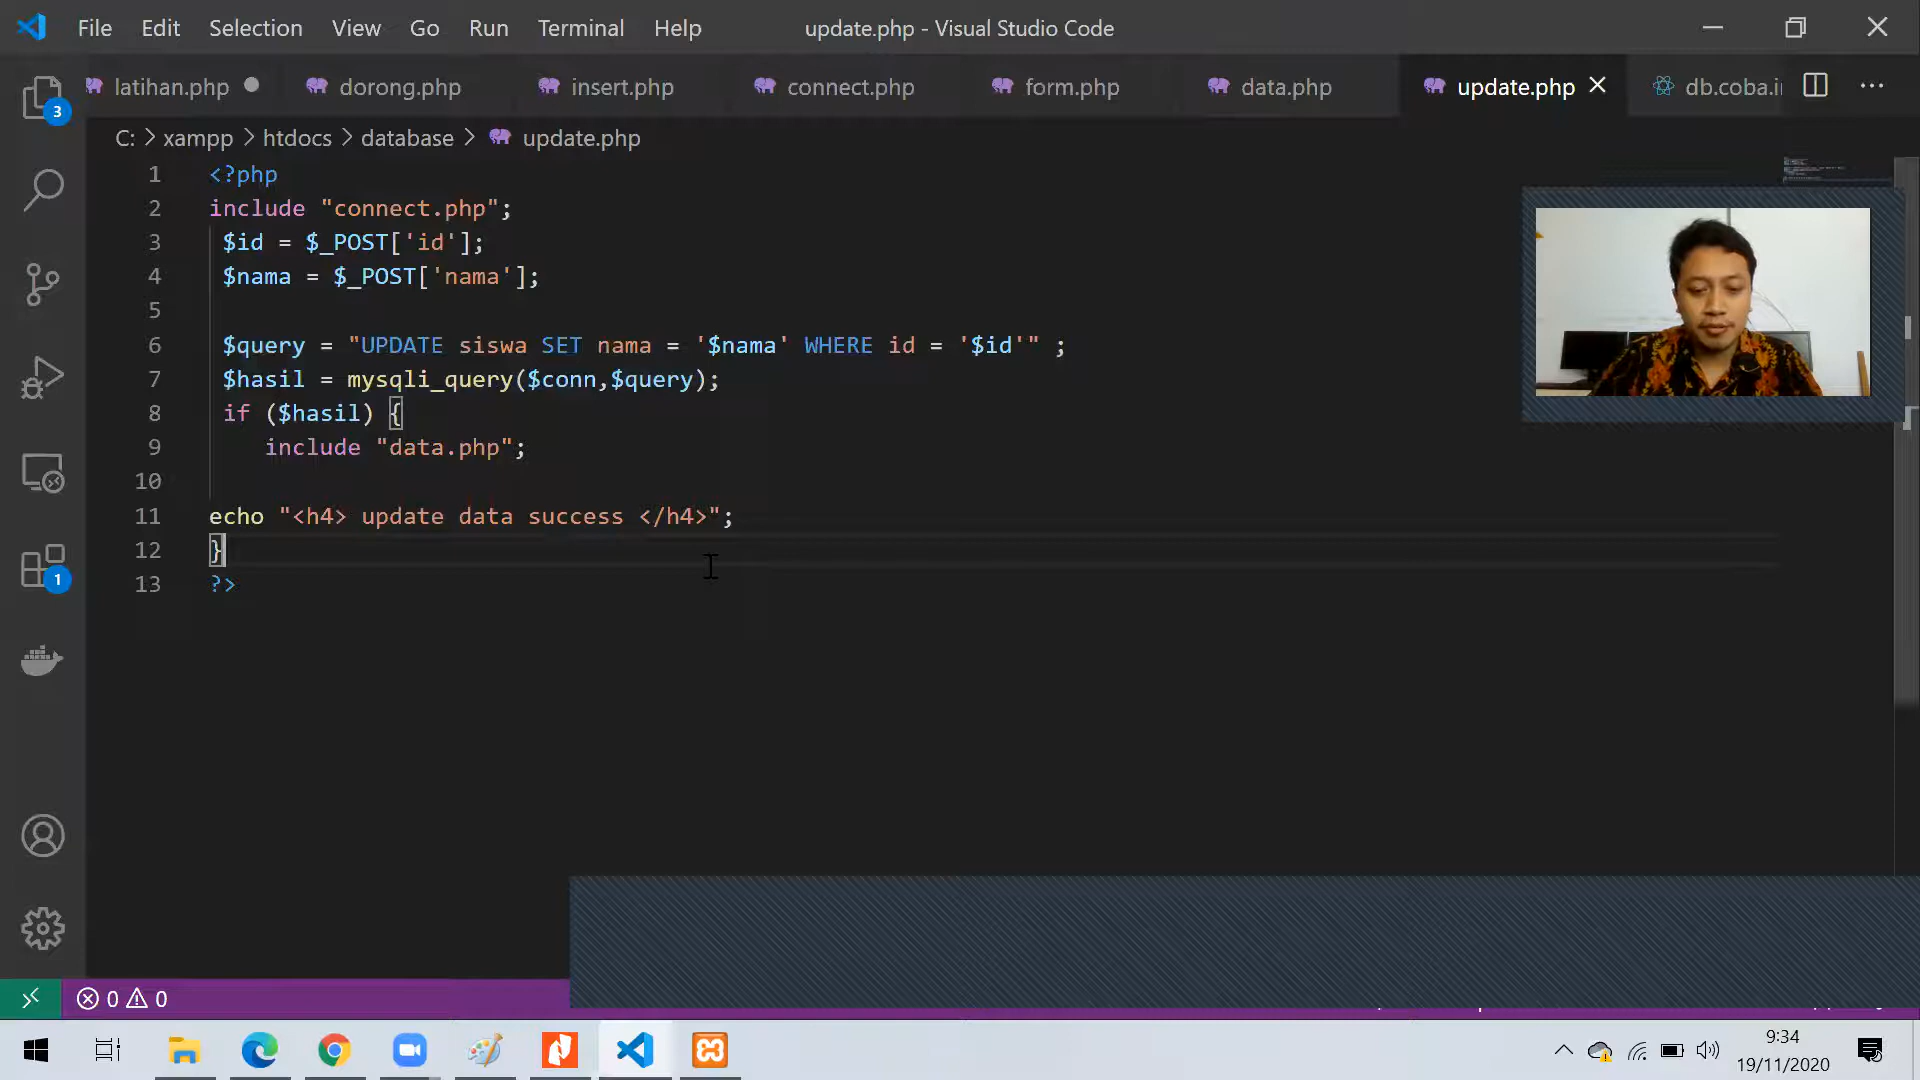 File Edit Selection View Go Run Terminal Help update.php - Visual Studio Code
latihan.php dorong.php insert.php connect.php form.php data.php update.php db.coba.i
3
C: > xampp > htdocs > database > update.php
1 <?php
2 include "connect.php";
3 $id = $_POST['id'];
4 $nama = $_POST['nama'];
5
6 $query = "UPDATE siswa SET nama = '$nama' WHERE id = '$id'" ;
7 $hasil = mysqli_query($conn,$query);
8 if ($hasil) {
9 include "data.php";
10
11 echo "<h4> update data success </h4>";
12 }
1
13 ?>
0 0
9:34
19/11/2020